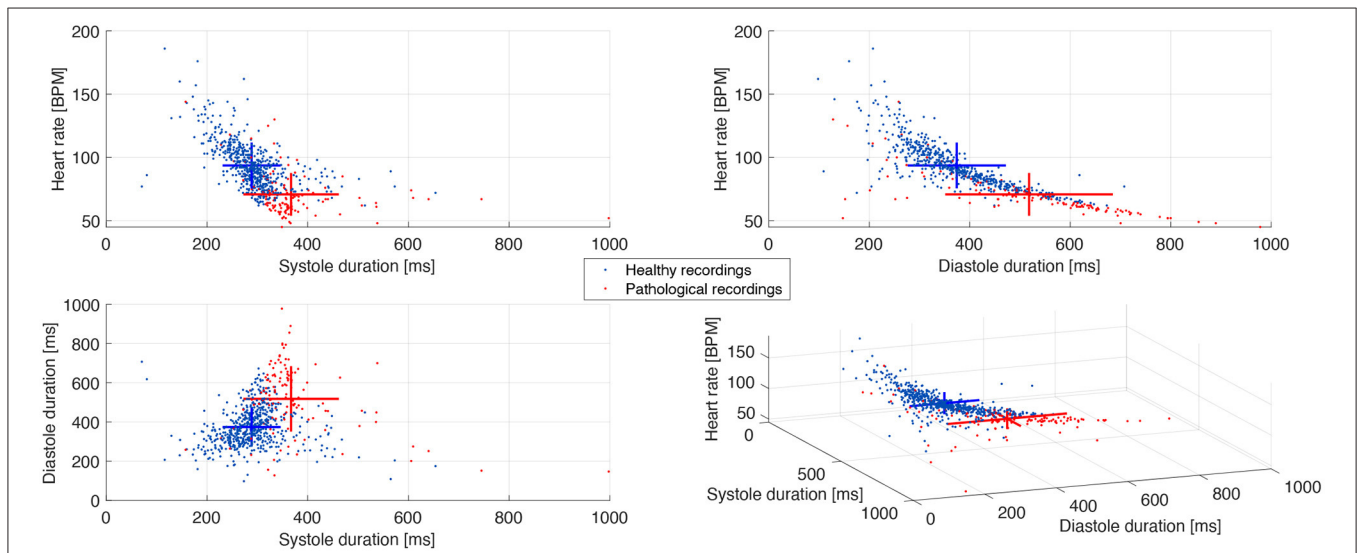 200
150
100
50
Heart rate [BPM]
0 200 400 600 800 1000
Systole duration [ms]
200
150
100
50
Heart rate [BPM]
0 200 400 600 800 1000
Diastole duration [ms]
Healthy recordings
Pathological recordings
1000
800
600
400
200
0
Diastole duration [ms]
0 200 400 600 800 1000
Systole duration [ms]
150
100
50
Heart rate [BPM]
0
500
1000
Systole duration [ms]
0 200 400 600 800 1000
Diastole duration [ms]